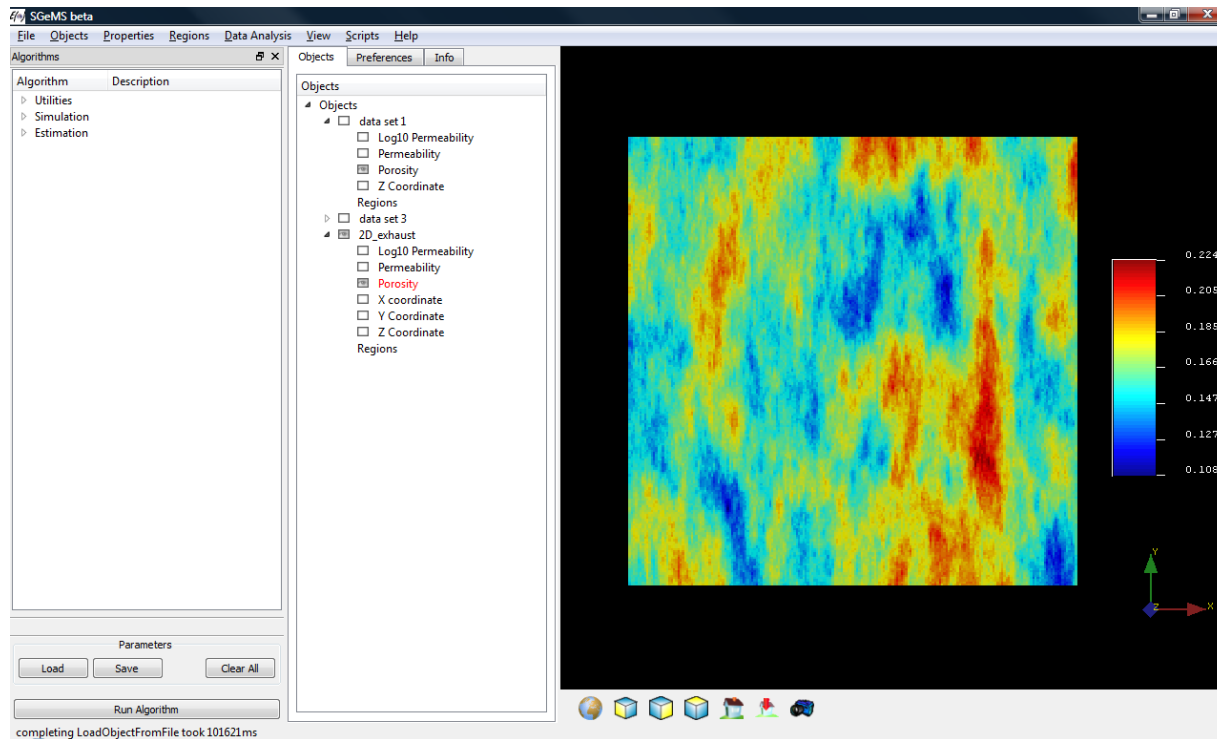 SGeMS beta
File Objects Properties Regions Data Analysis View Scripts Help
Algorithms
Algorithm Description
Utilities
Simulation
Estimation
Parameters
Load Save Clear All
Run Algorithm
completing LoadObjectFromFile took 101621ms
Objects Preferences Info
Objects
Objects
data set 1
Log10 Permeability
Permeability
Porosity
Z Coordinate
Regions
data set 3
2D_exhaust
Log10 Permeability
Permeability
Porosity
X coordinate
Y Coordinate
Z Coordinate
Regions
0.224
0.205
0.185
0.166
0.147
0.127
0.108
Y
Z X